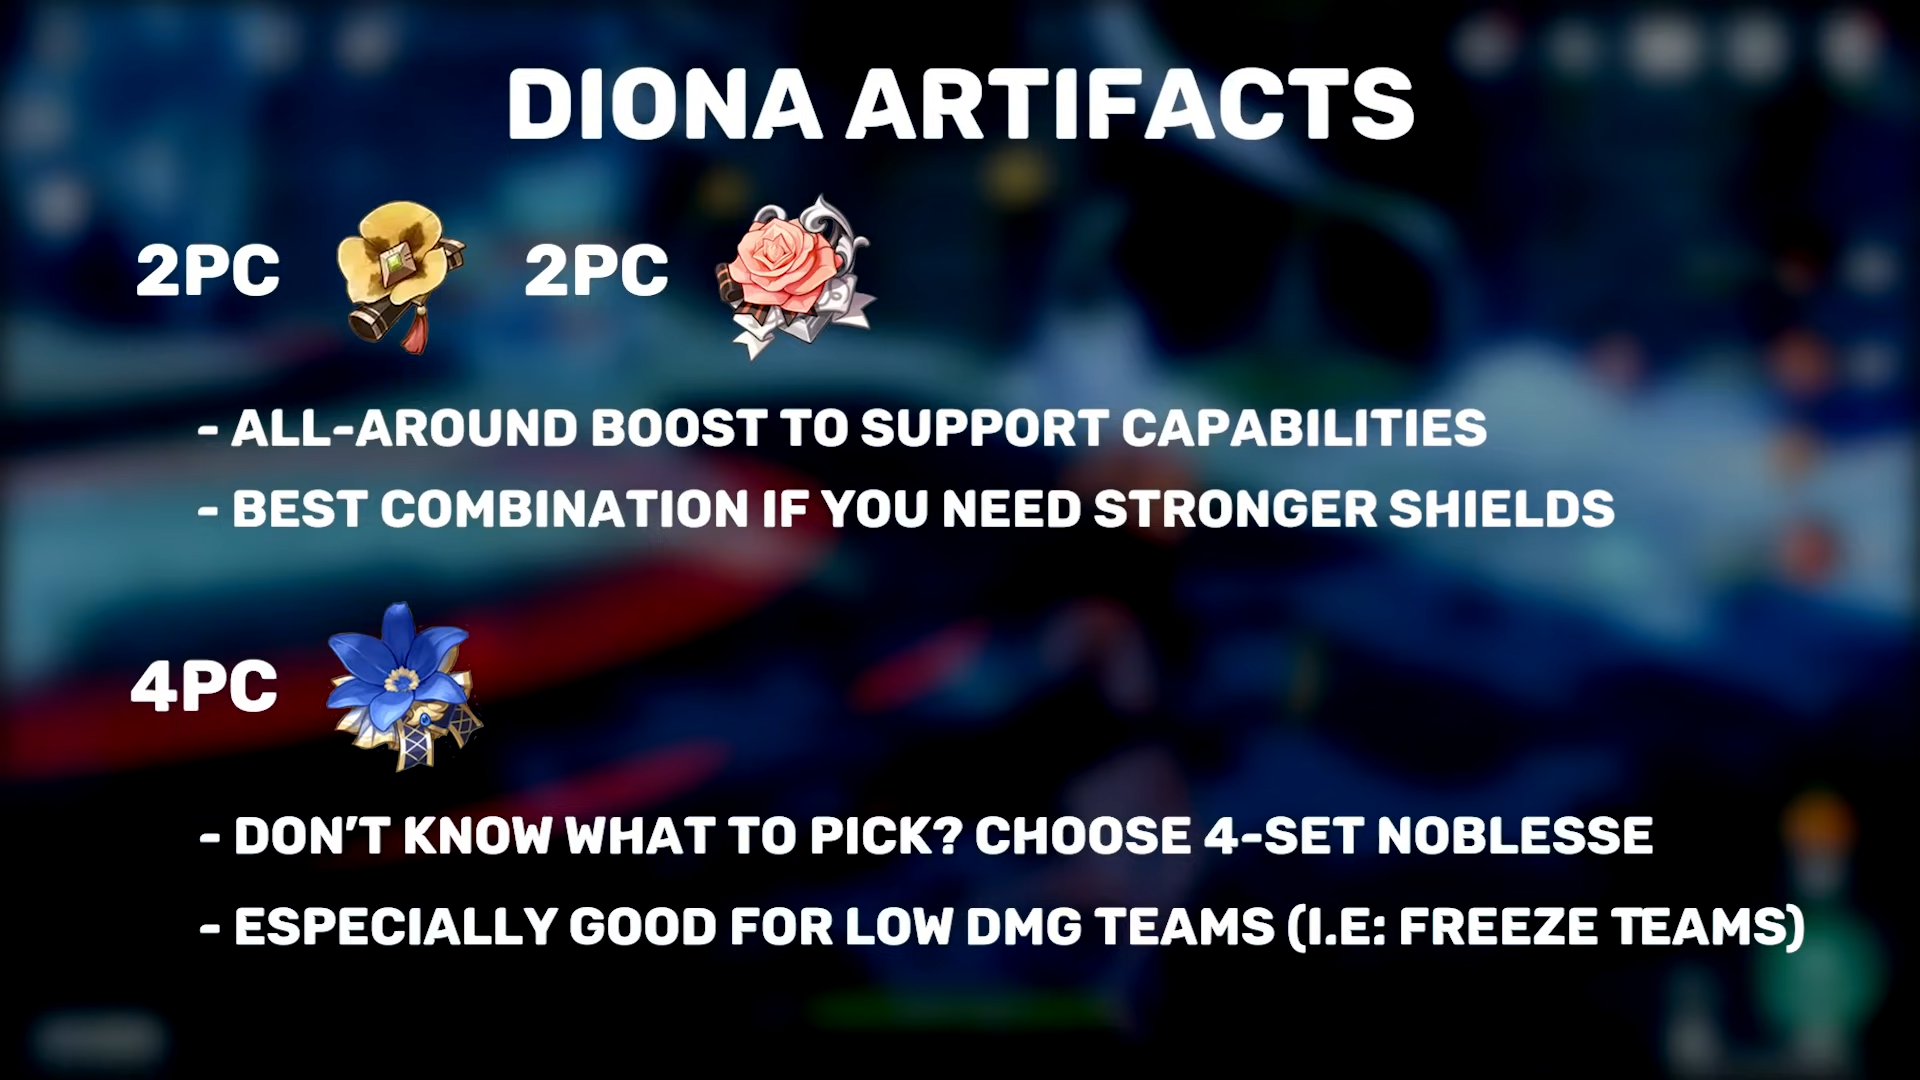 DIONA ARTIFACTS
2PC 2PC
- ALL-AROUND BOOST TO SUPPORT CAPABILITIES
- BEST COMBINATION IF YOU NEED STRONGER SHIELDS
4PC
- DON'T KNOW WHAT TO PICK? CHOOSE 4-SET NOBLESSE
- ESPECIALLY GOOD FOR LOW DMG TEAMS (I.E: FREEZE TEAMS)